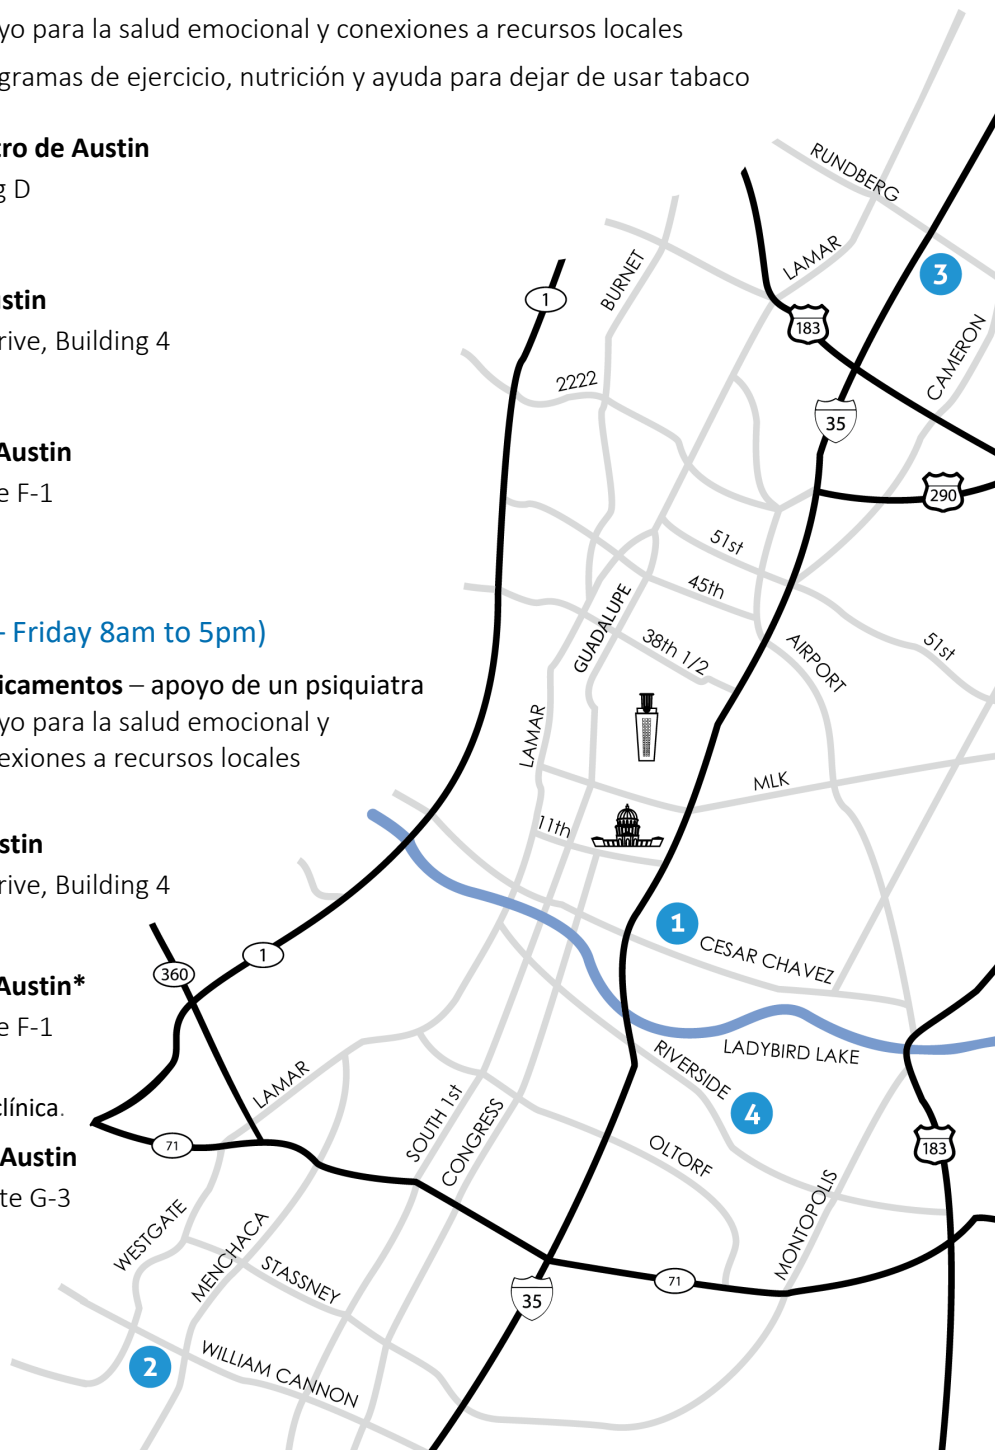 yo para la salud emocional y conexiones a recursos locales
gramas de ejercicio, nutrición y ayuda para dejar de usar tabaco
tro de Austin
g D
ustin
rive, Building 4
Austin
e F-1
– Friday 8am to 5pm)
icamentos – apoyo de un psiquiatra
yo para la salud emocional y
exiones a recursos locales
stin
rive, Building 4
Austin*
e F-1
clínica.
Austin
te G-3
RUNDBERG
LAMAR
3
BURNET
1
183
CAMERON
2222
35
290
51st
45th
GUADALUPE
38th 1/2
AIRPORT
51st
LAMAR
MLK
11th
1
CESAR CHAVEZ
1
360
LADYBIRD LAKE
RIVERSIDE
4
LAMAR
SOUTH 1st
CONGRESS
OLTORF
183
71
WESTGATE
MENCHACA
STASSNEY
MONTOPOLIS
71
35
WILLIAM CANNON
2